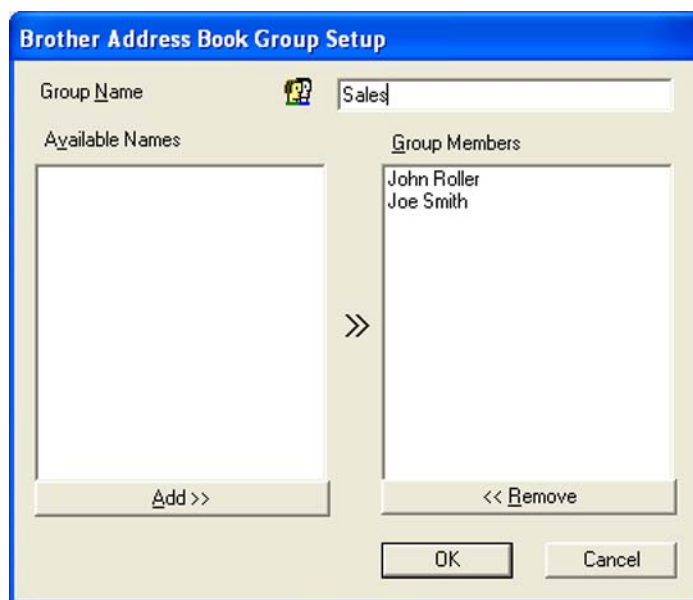 Brother Address Book Group Setup
Group Name
Sales
Available Names
Group Members
John Roller
Joe Smith
>>
Add >>
<< Remove
OK
Cancel